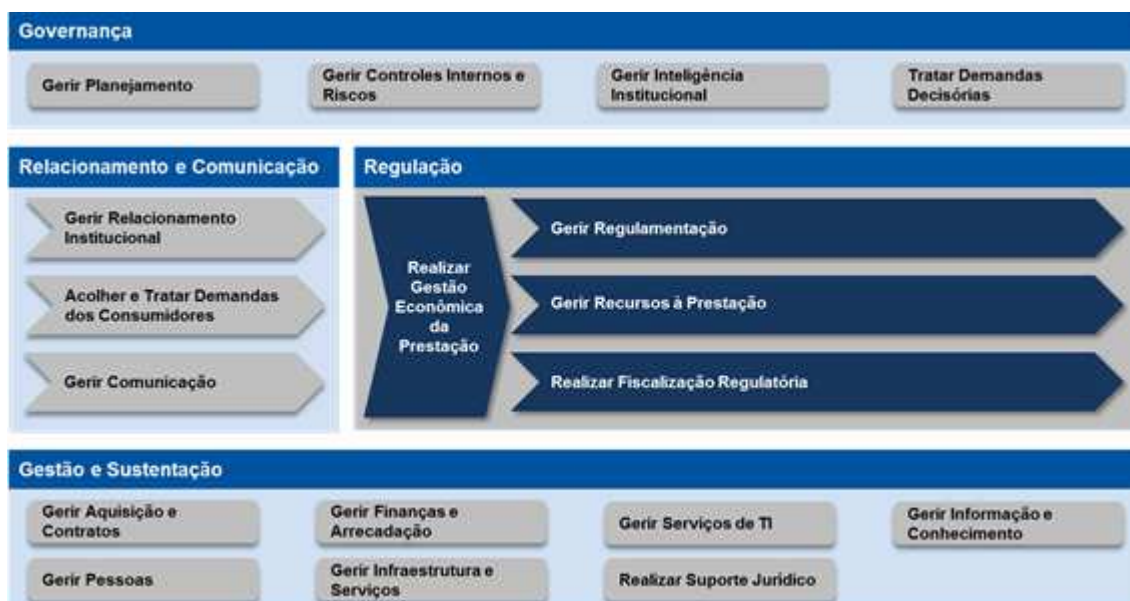 Governança
Gerir Planejamento
Gerir Controles Internos e
Riscos
Gerir Inteligência
Institucional
Tratar Demandas
Decisórias
Relacionamento e Comunicação
Gerir Relacionamento
Institucional
Acolher e Tratar Demandas
dos Consumidores
Gerir Comunicação
Regulação
Realizar
Gestão
Econômica
da
Prestação
Gerir Regulamentação
Gerir Recursos à Prestação
Realizar Fiscalização Regulatória
Gestão e Sustentação
Gerir Aquisição e
Contratos
Gerir Finanças e
Arrecadação
Gerir Serviços de TI
Gerir Informação e
Conhecimento
Gerir Pessoas
Gerir Infraestrutura e
Serviços
Realizar Suporte Jurídico